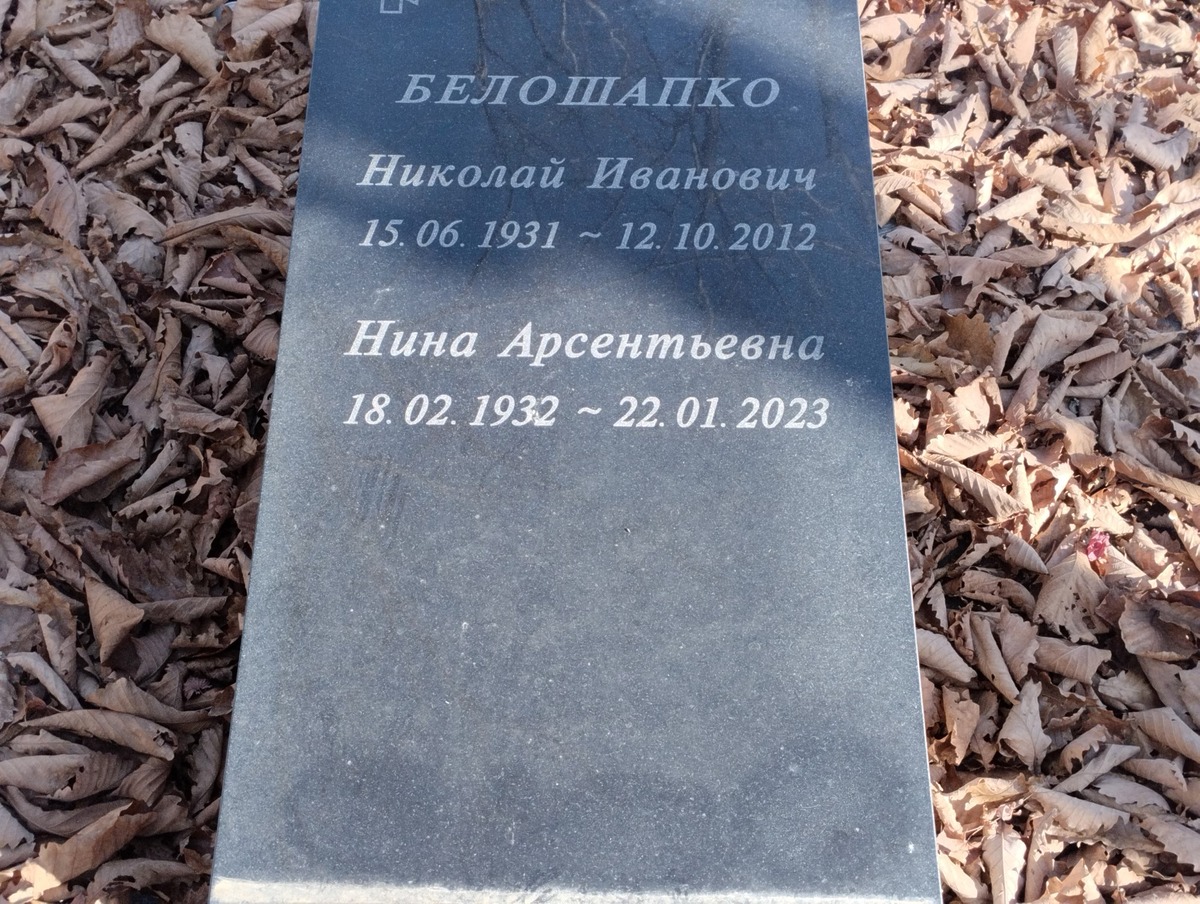 БЕЛОШАПКО
Николай Иванович
15.06.1931 ~ 12.10.2012
Нина Арсентьевна
18.02.1932 ~ 22.01.2023